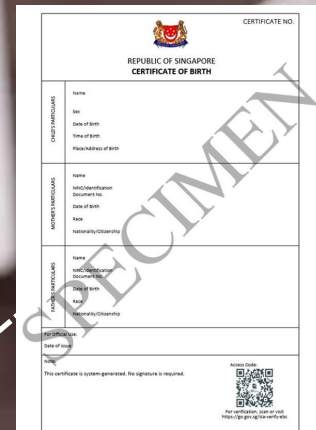 CERTIFICATE NO.
REPUBLIC OF SINGAPORE
CERTIFICATE OF BIRTH
CHILD'S PARTICULARS
Name
Sex
Date of Birth
Time of Birth
Place/Address of Birth
MOTHER'S PARTICULARS
Name
NRIC/Identification
Document No.
Date of Birth
Race
Nationality/Citizenship
FATHER'S PARTICULARS
Name
NRIC/Identification
Document No.
Date of Birth
Race
Nationality/Citizenship
For Official Use:
Date of Issue:
Note:
This certificate is system-generated. No signature is required.
Access Code:
For verification, scan or visit
https://go.gov.sg/ica-verify-ebc
SPECIMEN